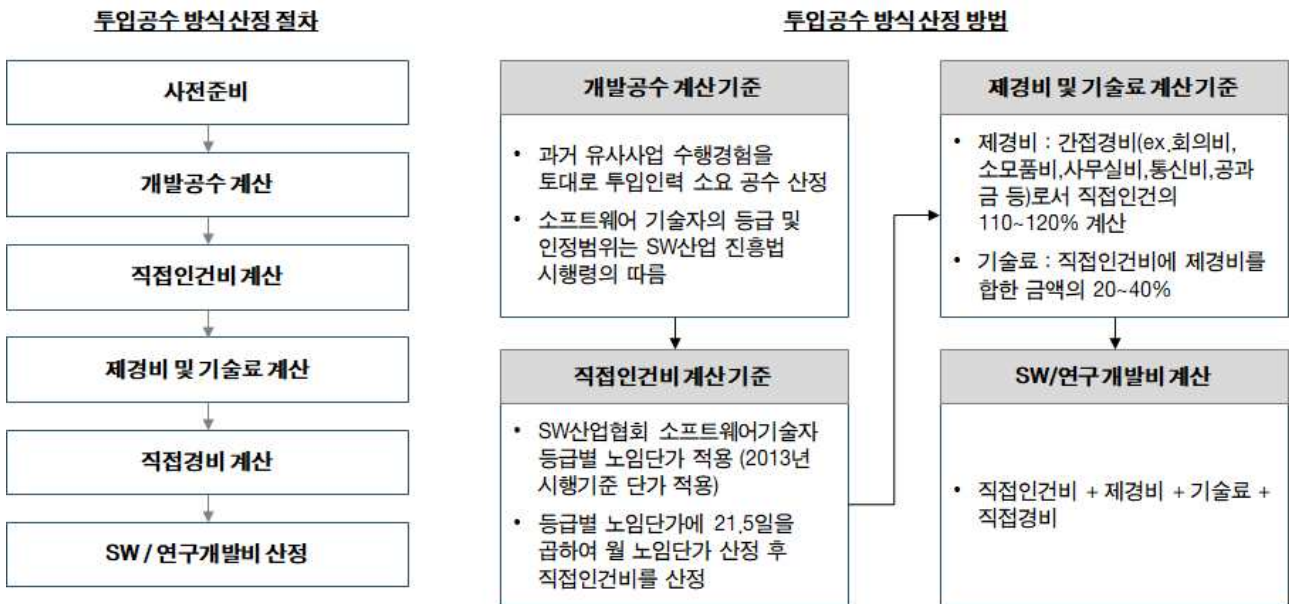 투입공수 방식 산정 절차
사전준비
개발공수 계산
직접인건비 계산
제경비 및 기술료 계산
직접경비 계산
SW / 연구개발비 산정
투입공수 방식 산정 방법
개발공수 계산 기준
• 과거 유사사업 수행경험을
토대로 투입인력 소요 공수 산정
• 소프트웨어 기술자의 등급 및
인정범위는 SW산업 진흥법
시행령의 따름
직접인건비 계산 기준
• SW산업협회 소프트웨어기술자
등급별 노임단가 적용 (2013년
시행기준 단가 적용)
• 등급별 노임단가에 21.5일을
곱하여 월 노임단가 산정 후
직접인건비를 산정
제경비 및 기술료 계산 기준
• 제경비 : 간접경비(ex.회의비,
소모품비,사무실비,통신비,공과
금 등)로서 직접인건의
110~120% 계산
• 기술료 : 직접인건비에 제경비를
합한 금액의 20~40%
SW/연구개발비 계산
• 직접인건비 + 제경비 + 기술료 +
직접경비